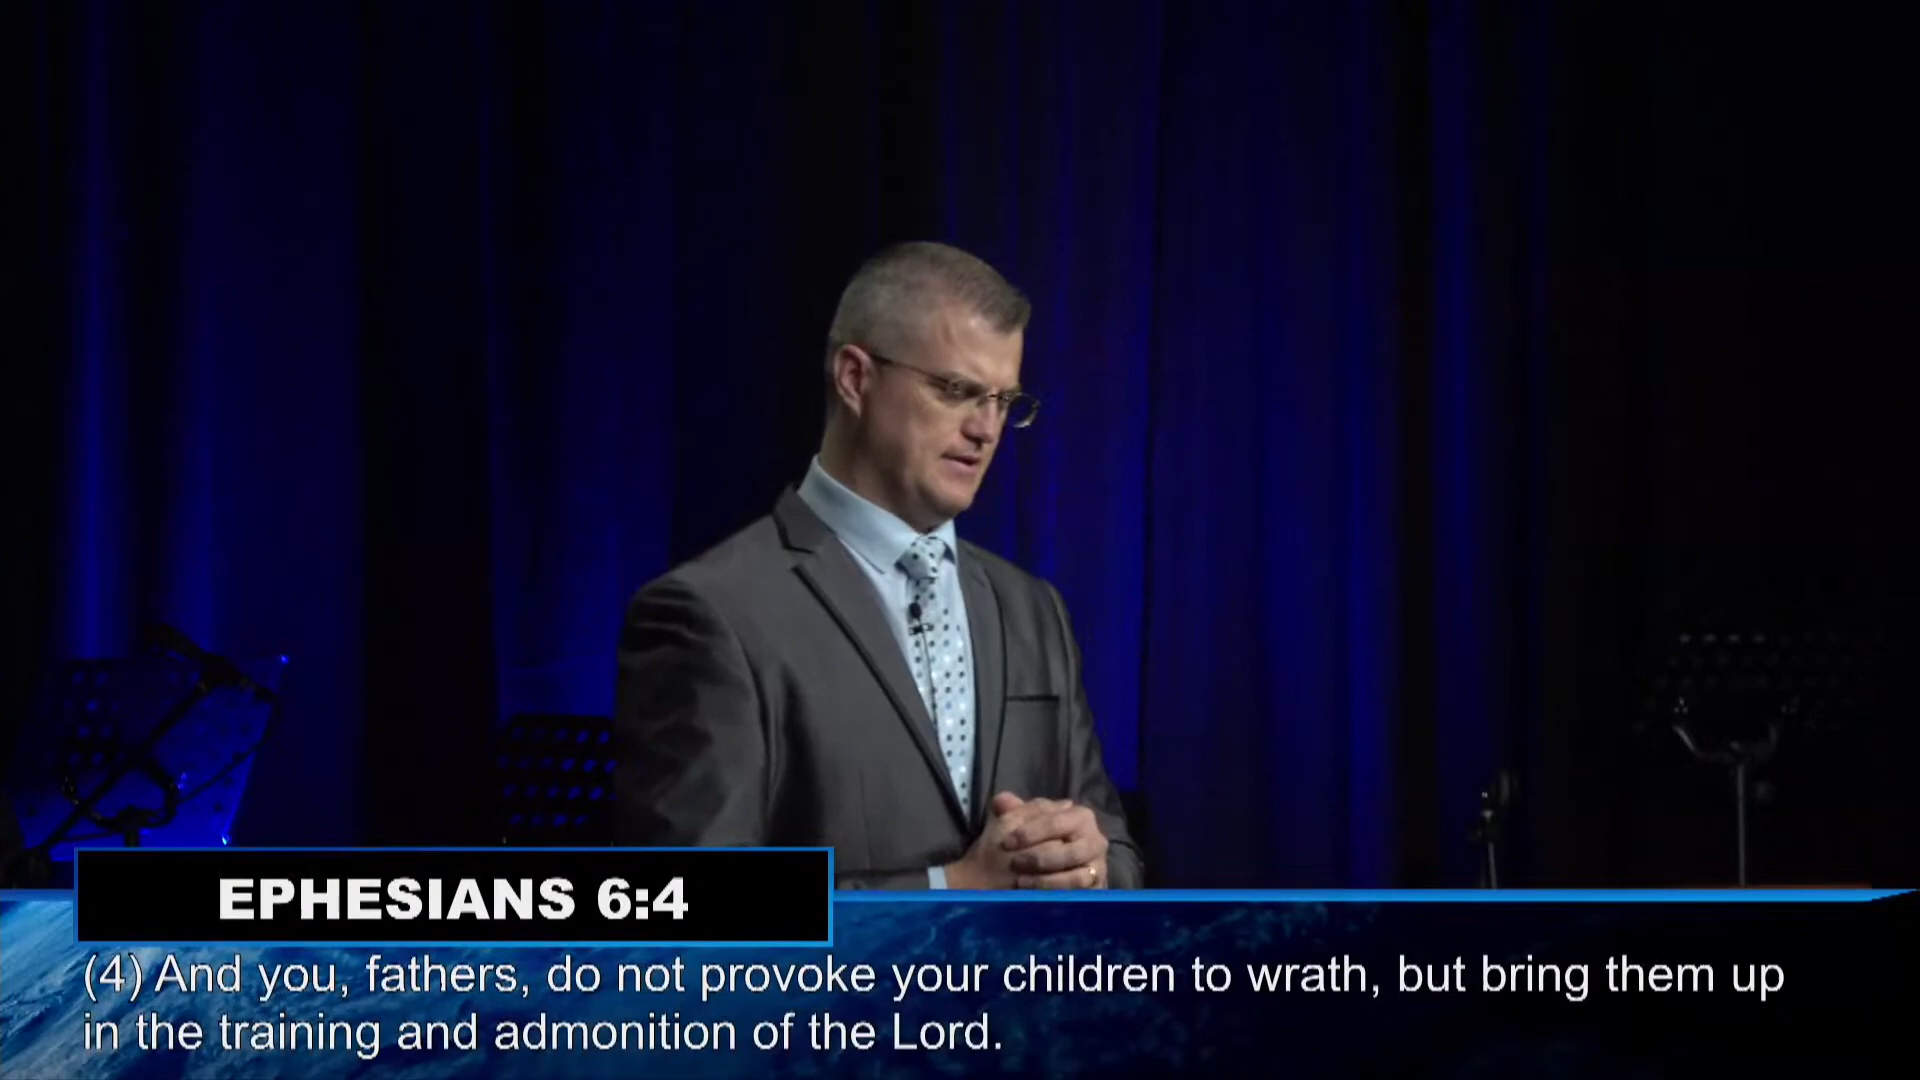 EPHESIANS 6:4
(4) And you, fathers, do not provoke your children to wrath, but bring them up
in the training and admonition of the Lord.